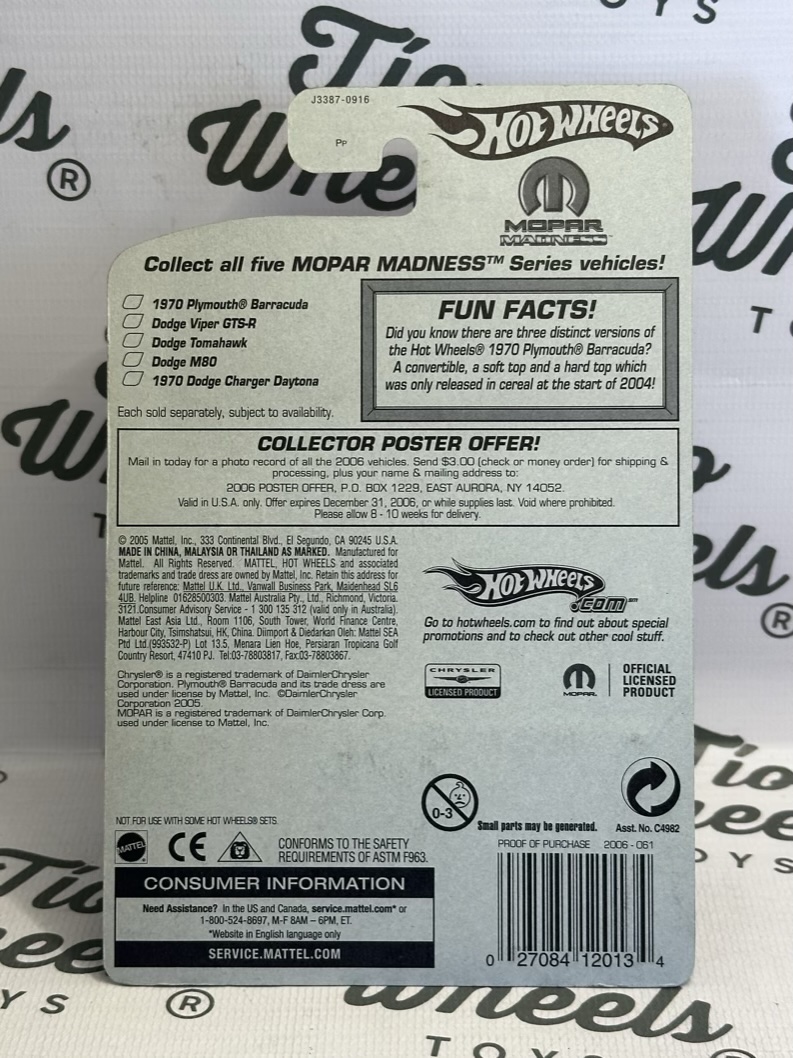 J3387-0916
Pp
HOT WHEELS
MOPAR
MADNESS™
Collect all five MOPAR MADNESS™ Series vehicles!
1970 Plymouth® Barracuda
Dodge Viper GTS-R
Dodge Tomahawk
Dodge M80
1970 Dodge Charger Daytona
Each sold separately, subject to availability.
FUN FACTS!
Did you know there are three distinct versions of
the Hot Wheels® 1970 Plymouth® Barracuda?
A convertible, a soft top and a hard top which
was only released in cereal at the start of 2004!
COLLECTOR POSTER OFFER!
Mail in today for a photo record of all the 2006 vehicles. Send $3.00 (check or money order) for shipping &
processing, plus your name & mailing address to:
2006 POSTER OFFER, P.O. BOX 1229, EAST AURORA, NY 14052.
Valid in U.S.A. only. Offer expires December 31, 2006, or while supplies last. Void where prohibited.
Please allow 8 - 10 weeks for delivery.
© 2005 Mattel, Inc., 333 Continental Blvd., El Segundo, CA 90245 U.S.A.
MADE IN CHINA, MALAYSIA OR THAILAND AS MARKED. Manufactured for
Mattel. All Rights Reserved. MATTEL, HOT WHEELS and associated
trademarks and trade dress are owned by Mattel, Inc. Retain this address for
future reference: Mattel U.K. Ltd., Vanwall Business Park, Maidenhead SL6
4UB. Helpline 01628500303. Mattel Australia Pty., Ltd., Richmond, Victoria.
3121.Consumer Advisory Service - 1 300 135 312 (valid only in Australia).
Mattel East Asia Ltd., Room 1106, South Tower, World Finance Centre,
Harbour City, Tsimshatsui, HK, China. Diimport & Diedarkan Oleh: Mattel SEA
Ptd Ltd.(993532-P) Lot 13.5, Menara Lien Hoe, Persiaran Tropicana Golf
Country Resort, 47410 PJ. Tel:03-78803817, Fax:03-78803867.
Chrysler® is a registered trademark of DaimlerChrysler
Corporation. Plymouth® Barracuda and its trade dress are
used under license by Mattel, Inc. ©DaimlerChrysler
Corporation 2005.
MOPAR is a registered trademark of DaimlerChrysler Corp.
used under license to Mattel, Inc.
HOT WHEELS
.COM℠
Go to hotwheels.com to find out about special
promotions and to check out other cool stuff.
CHRYSLER
LICENSED PRODUCT
MOPAR.
OFFICIAL
LICENSED
PRODUCT
0-3
Small parts may be generated.
Asst. No. C4982
NOT FOR USE WITH SOME HOT WHEELS® SETS.
MATTEL
CE
CONFORMS TO THE SAFETY
REQUIREMENTS OF ASTM F963.
PROOF OF PURCHASE 2006 - 061
CONSUMER INFORMATION
Need Assistance? In the US and Canada, service.mattel.com* or
1-800-524-8697, M-F 8AM – 6PM, ET.
*Website in English language only
SERVICE.MATTEL.COM
0 27084 12013 4
Tio
Wheels
TOYS
®